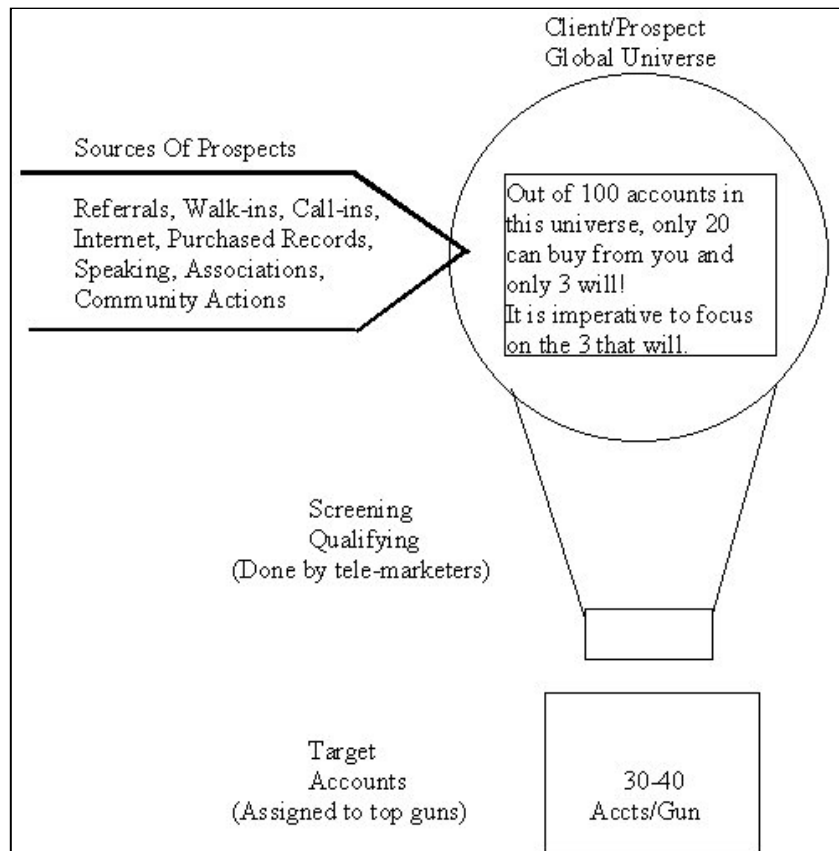 Client/Prospect
Global Universe
Sources Of Prospects
Referrals, Walk-ins, Call-ins,
Internet, Purchased Records,
Speaking, Associations,
Community Actions
Out of 100 accounts in
this universe, only 20
can buy from you and
only 3 will!
It is imperative to focus
on the 3 that will.
Screening
Qualifying
(Done by tele-marketers)
Target
Accounts
(Assigned to top guns)
30-40
Accts/Gun